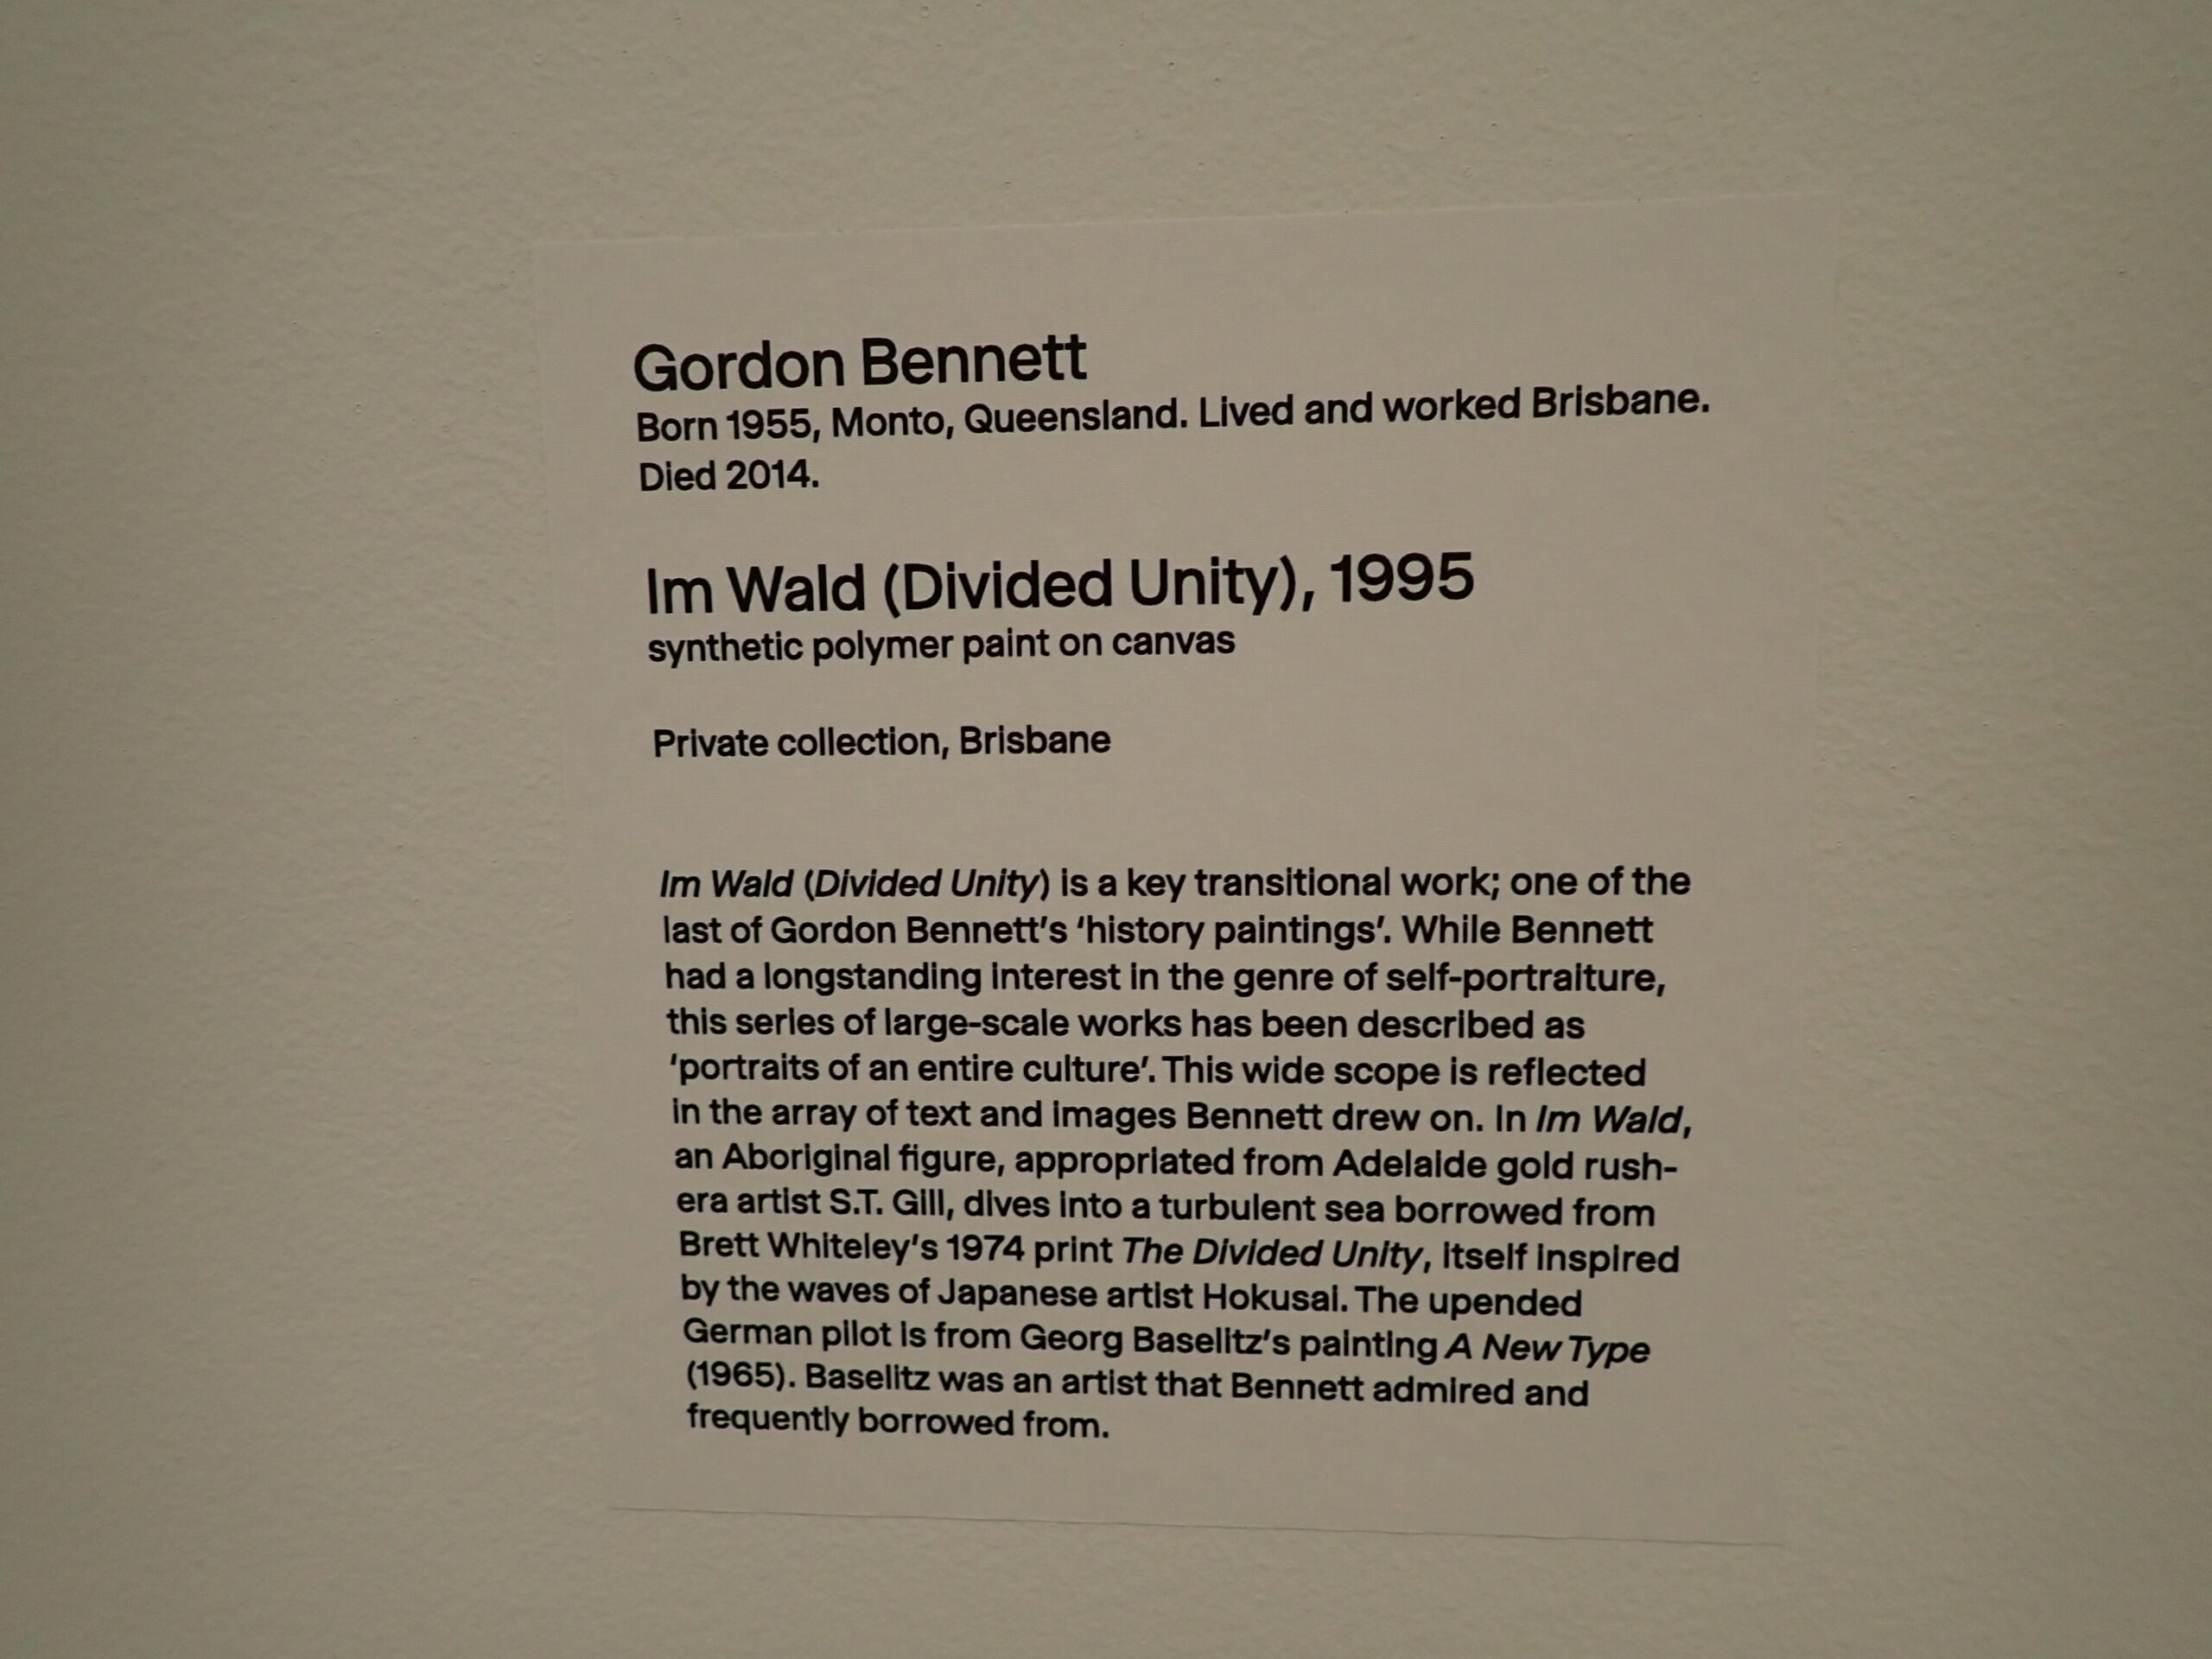 Gordon Bennett
Born 1955, Monto, Queensland. Lived and worked Brisbane.
Died 2014.
Im Wald (Divided Unity), 1995
synthetic polymer paint on canvas
Private collection, Brisbane
Im Wald (Divided Unity) is a key transitional work; one of the
last of Gordon Bennett's 'history paintings'. While Bennett
had a longstanding interest in the genre of self-portraiture,
this series of large-scale works has been described as
'portraits of an entire culture'. This wide scope is reflected
in the array of text and images Bennett drew on. In Im Wald,
an Aboriginal figure, appropriated from Adelaide gold rush-
era artist S.T. Gill, dives into a turbulent sea borrowed from
Brett Whiteley's 1974 print The Divided Unity, itself inspired
by the waves of Japanese artist Hokusai. The upended
German pilot is from Georg Baselitz's painting A New Type
(1965). Baselitz was an artist that Bennett admired and
frequently borrowed from.